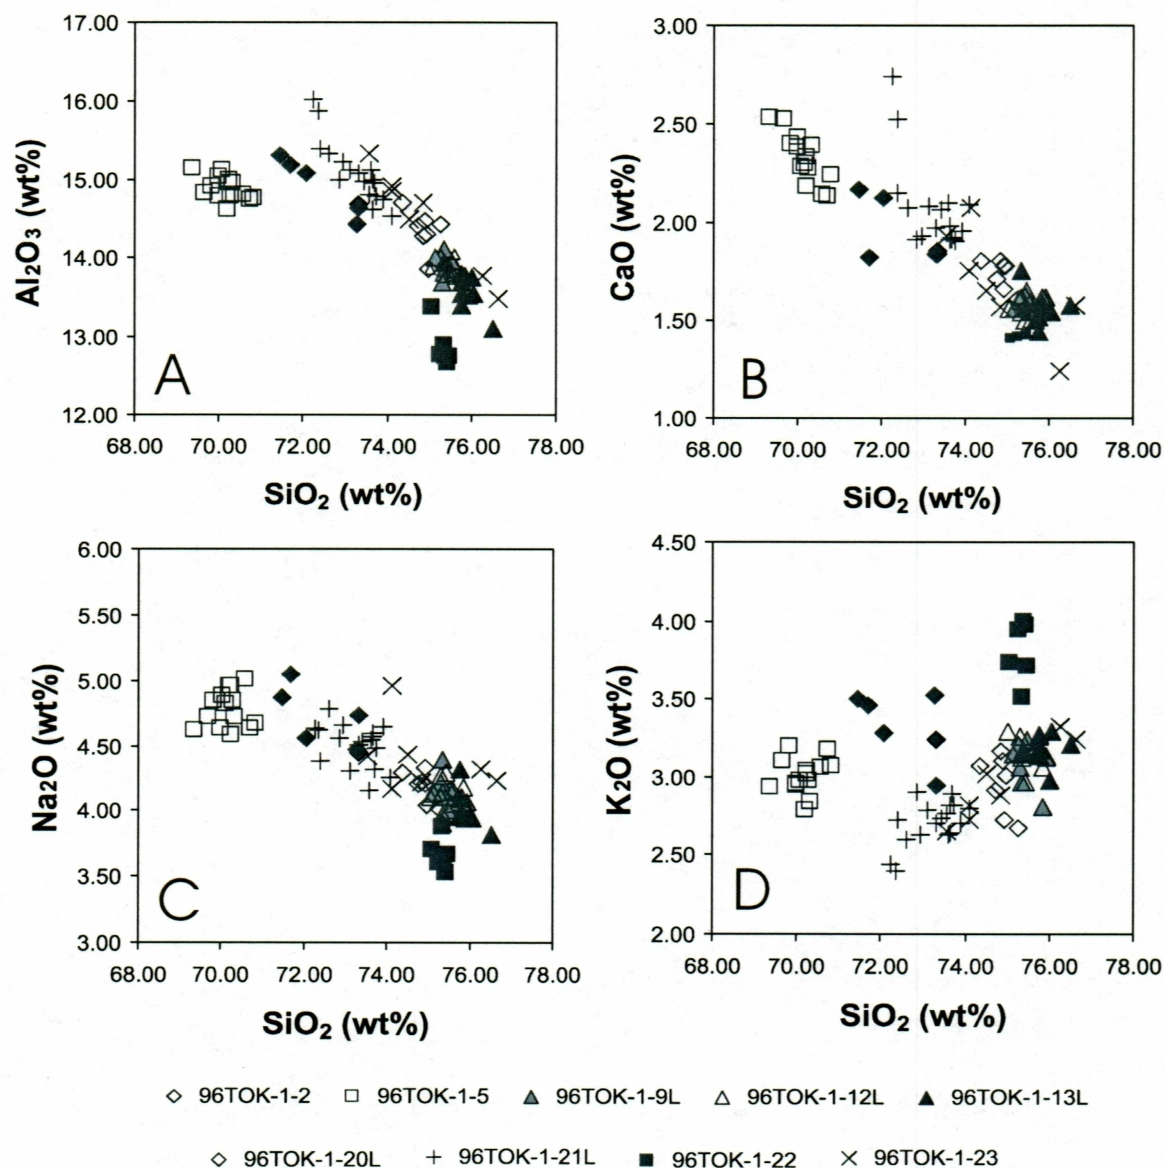 17.00
16.00
15.00
14.00
13.00
12.00
Al₂O₃ (wt%)
A
68.00 70.00 72.00 74.00 76.00 78.00
SiO₂ (wt%)
3.00
2.50
2.00
1.50
1.00
CaO (wt%)
B
68.00 70.00 72.00 74.00 76.00 78.00
SiO₂ (wt%)
6.00
5.50
5.00
4.50
4.00
3.50
3.00
Na₂O (wt%)
C
68.00 70.00 72.00 74.00 76.00 78.00
SiO₂ (wt%)
4.50
4.00
3.50
3.00
2.50
2.00
K₂O (wt%)
D
68.00 70.00 72.00 74.00 76.00 78.00
SiO₂ (wt%)
96TOK-1-2 96TOK-1-5 96TOK-1-9L 96TOK-1-12L 96TOK-1-13L
96TOK-1-20L 96TOK-1-21L 96TOK-1-22 96TOK-1-23